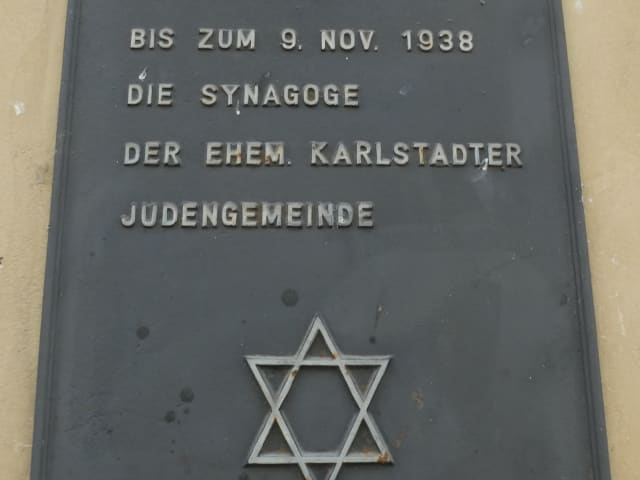 BIS ZUM 9. NOV. 1938
DIE SYNAGOGE
DER EHEM. KARLSTADTER
JUDENGEMEINDE